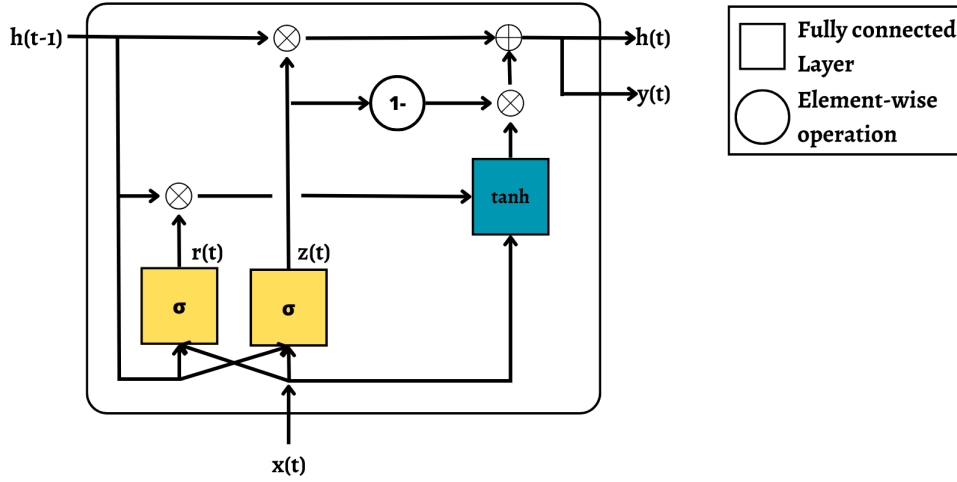 h(t-1)
h(t)
y(t)
1-
tanh
r(t)
z(t)
σ
σ
x(t)
Fully connected
Layer
Element-wise
operation